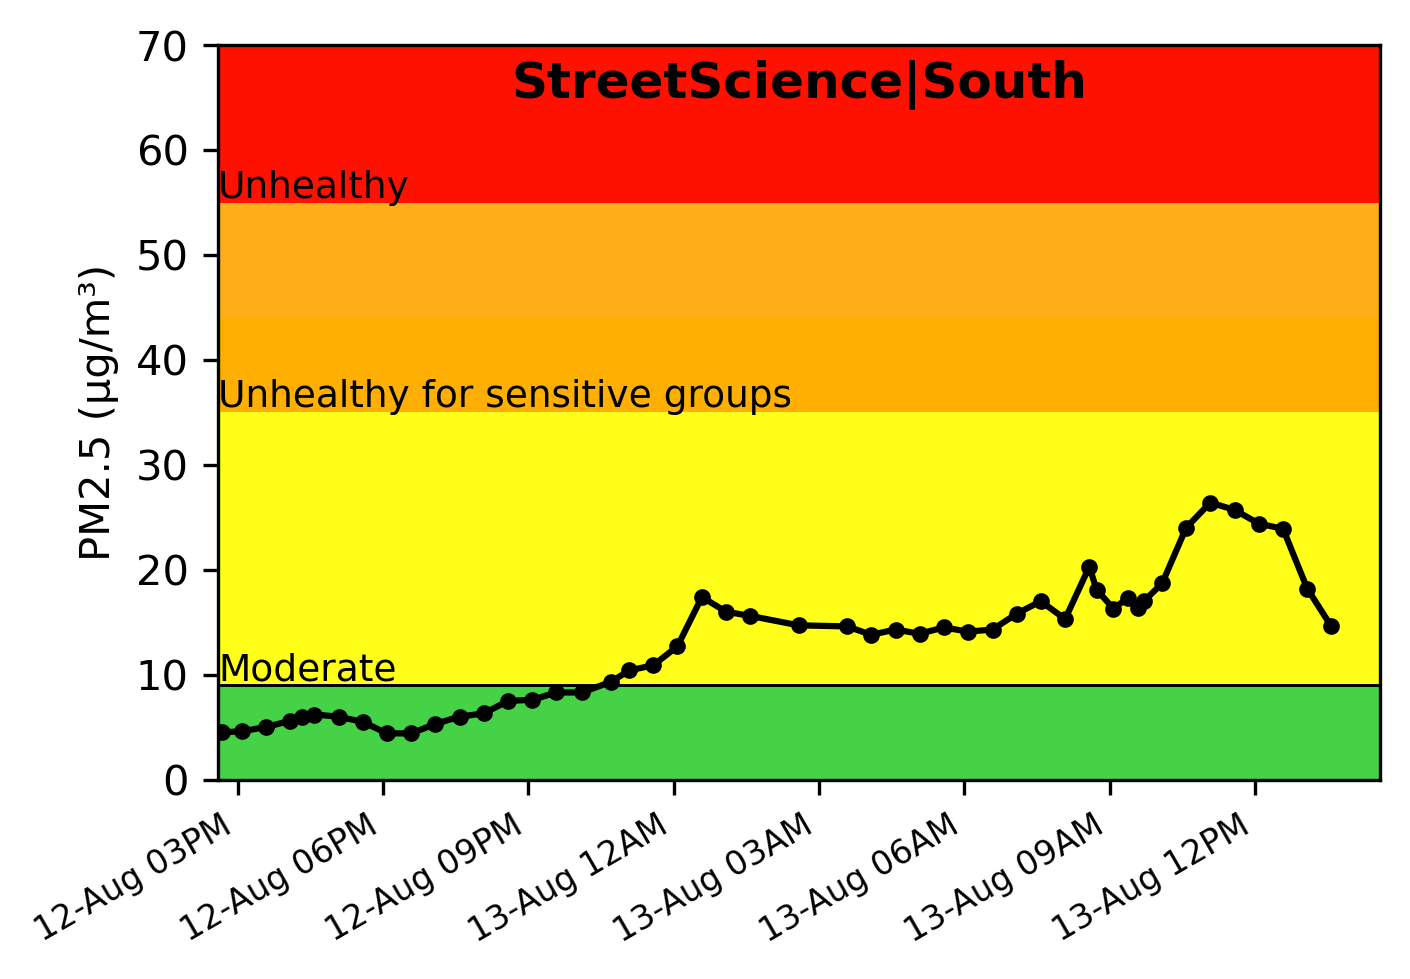 StreetScience|South
PM2.5 (µg/m³)
70
60
50
40
30
20
10
0
Unhealthy
Unhealthy for sensitive groups
Moderate
12-Aug 03PM
12-Aug 06PM
12-Aug 09PM
13-Aug 12AM
13-Aug 03AM
13-Aug 06AM
13-Aug 09AM
13-Aug 12PM